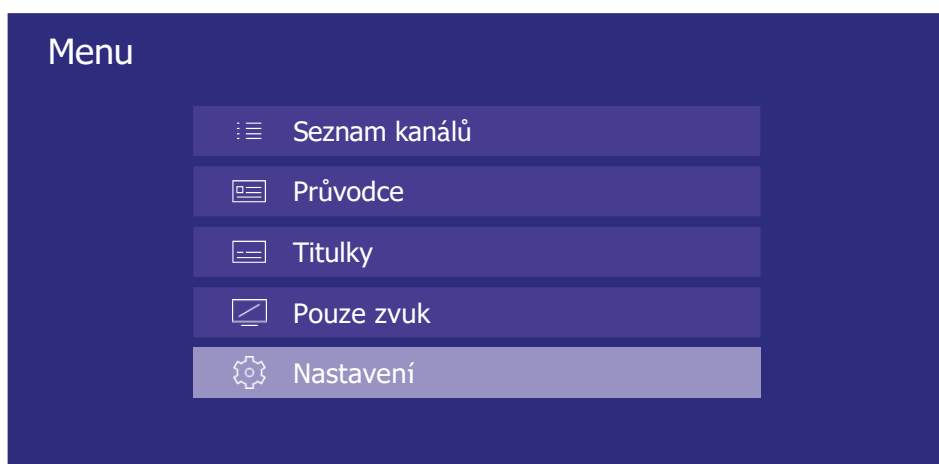 Menu
Seznam kanálů
Průvodce
Titulky
Pouze zvuk
Nastavení